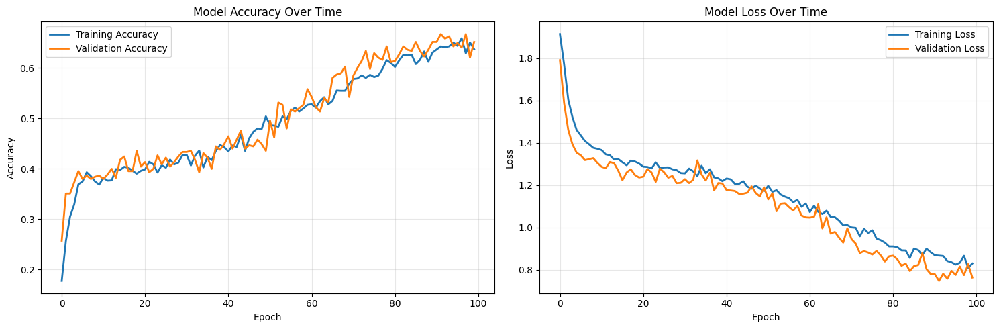 Model Accuracy Over Time
Training Accuracy
Validation Accuracy
Accuracy
0.6
0.5
0.4
0.3
0.2
0
20
40
60
80
100
Epoch
Model Loss Over Time
Training Loss
Validation Loss
Loss
1.8
1.6
1.4
1.2
1.0
0.8
0
20
40
60
80
100
Epoch